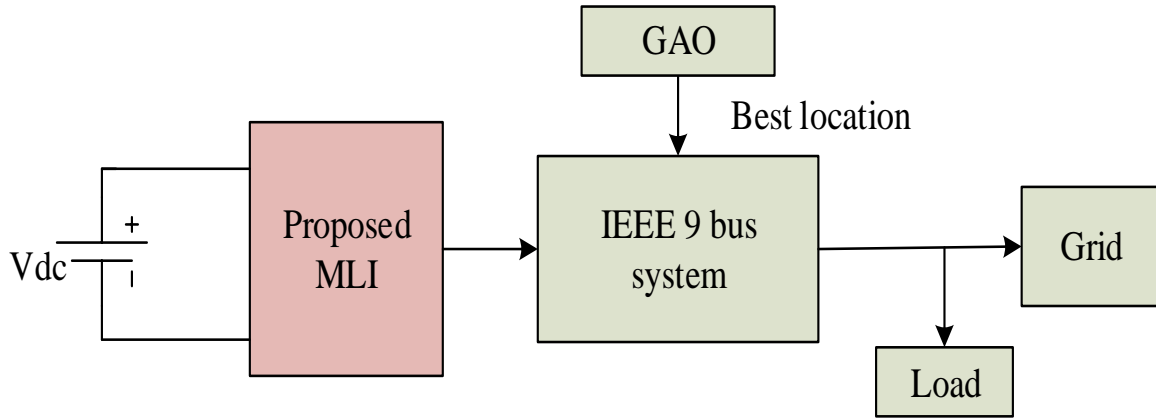 GAO
Best location
Proposed
MLI
IEEE 9 bus
system
Grid
+
Vdc
Load